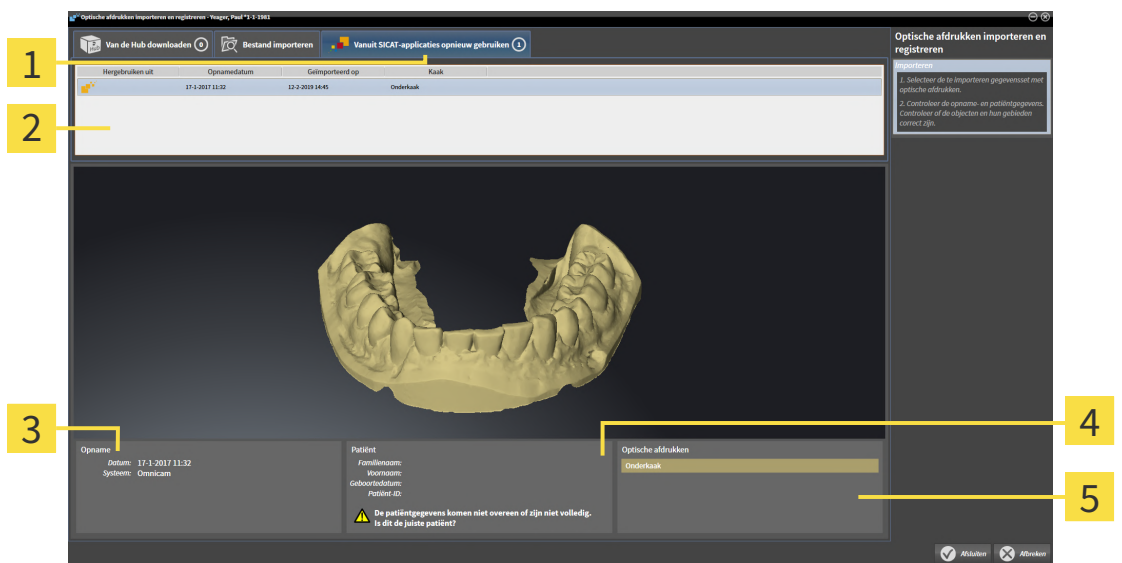 Optische afdrukken importeren en registreren - Yeager, Paul *1-1-1981
Van de Hub downloaden 0
Bestand importeren
Vanuit SICAT-applicaties opnieuw gebruiken 1
Hergebruiken uit Opnamedatum Geïmporteerd op Kaak
17-1-2017 11:32 12-2-2019 14:45 Onderkaak
Optische afdrukken importeren en
registreren
Importeren
1. Selecteer de te importeren gegevensset met
optische afdrukken.
2. Controleer de opname- en patiëntgegevens.
Controleer of de objecten en hun gebieden
correct zijn.
1
2
3
4
5
Opname
Datum: 17-1-2017 11:32
Systeem: Omnicam
Patiënt
Familienaam:
Voornaam:
Geboortedatum:
Patiënt-ID:
De patiëntgegevens komen niet overeen of zijn niet volledig.
Is dit de juiste patiënt?
Optische afdrukken
Onderkaak
Afsluiten
Afbreken